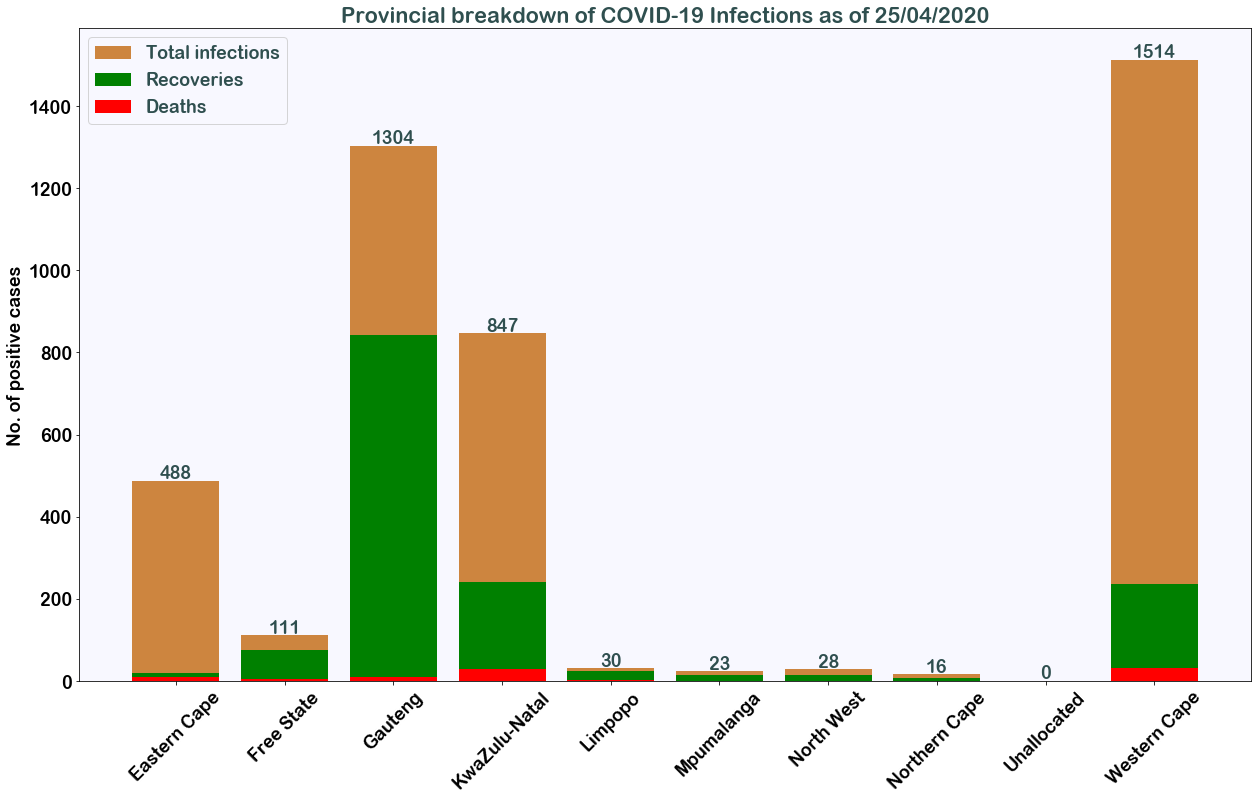 Provincial breakdown of COVID-19 Infections as of 25/04/2020
Total infections
Recoveries
Deaths
No. of positive cases
1400
1200
1000
800
600
400
200
0
488
111
1304
847
30
23
28
16
0
1514
Eastern Cape
Free State
Gauteng
KwaZulu-Natal
Limpopo
Mpumalanga
North West
Northern Cape
Unallocated
Western Cape